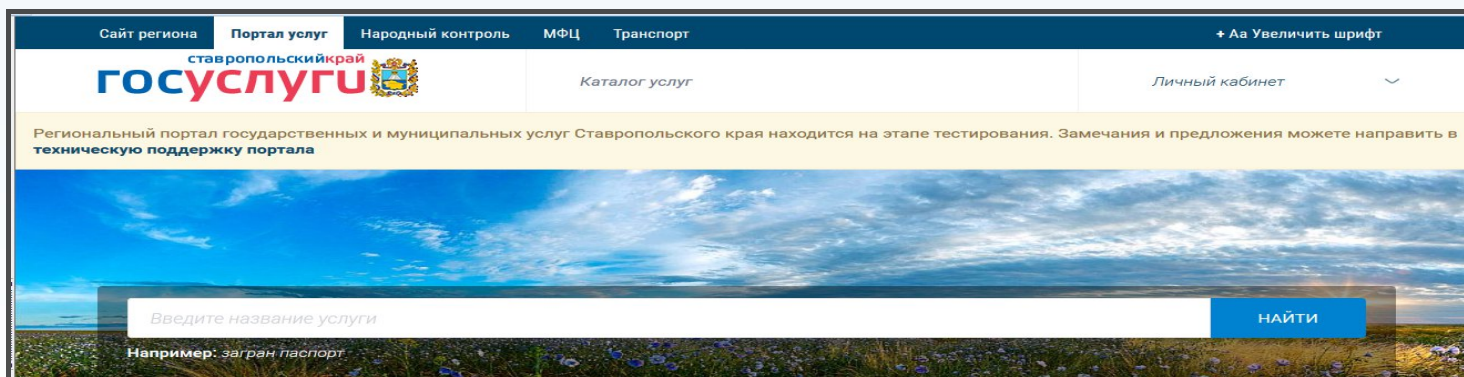 Сайт региона Портал услуг Народный контроль МФЦ Транспорт + Аа Увеличить шрифт
ставропольскийкрай
госуслуги
Каталог услуг Личный кабинет
Региональный портал государственных и муниципальных услуг Ставропольского края находится на этапе тестирования. Замечания и предложения можете направить в
техническую поддержку портала
Введите название услуги НАЙТИ
Например: загран паспорт